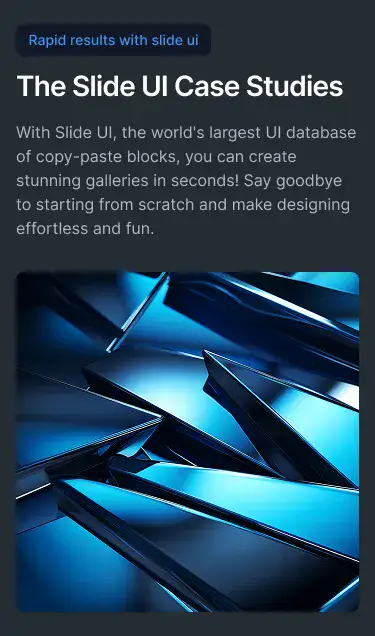 Rapid results with slide ui
The Slide UI Case Studies
With Slide UI, the world's largest UI database
of copy-paste blocks, you can create
stunning galleries in seconds! Say goodbye
to starting from scratch and make designing
effortless and fun.